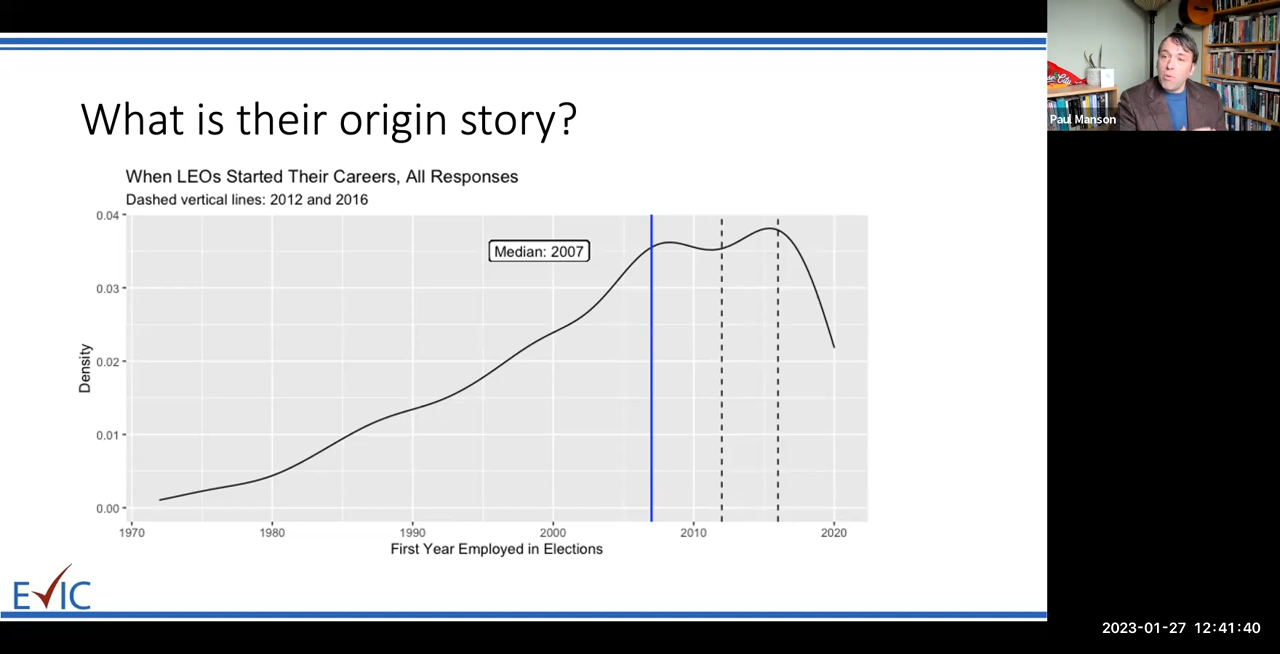 What is their origin story?
When LEOs Started Their Careers, All Responses
Dashed vertical lines: 2012 and 2016
0.04
0.03
0.02
0.01
0.00
Density
Median: 2007
1970 1980 1990 2000 2010 2020
First Year Employed in Elections
EVIC
Paul Manson
2023-01-27 12:41:40